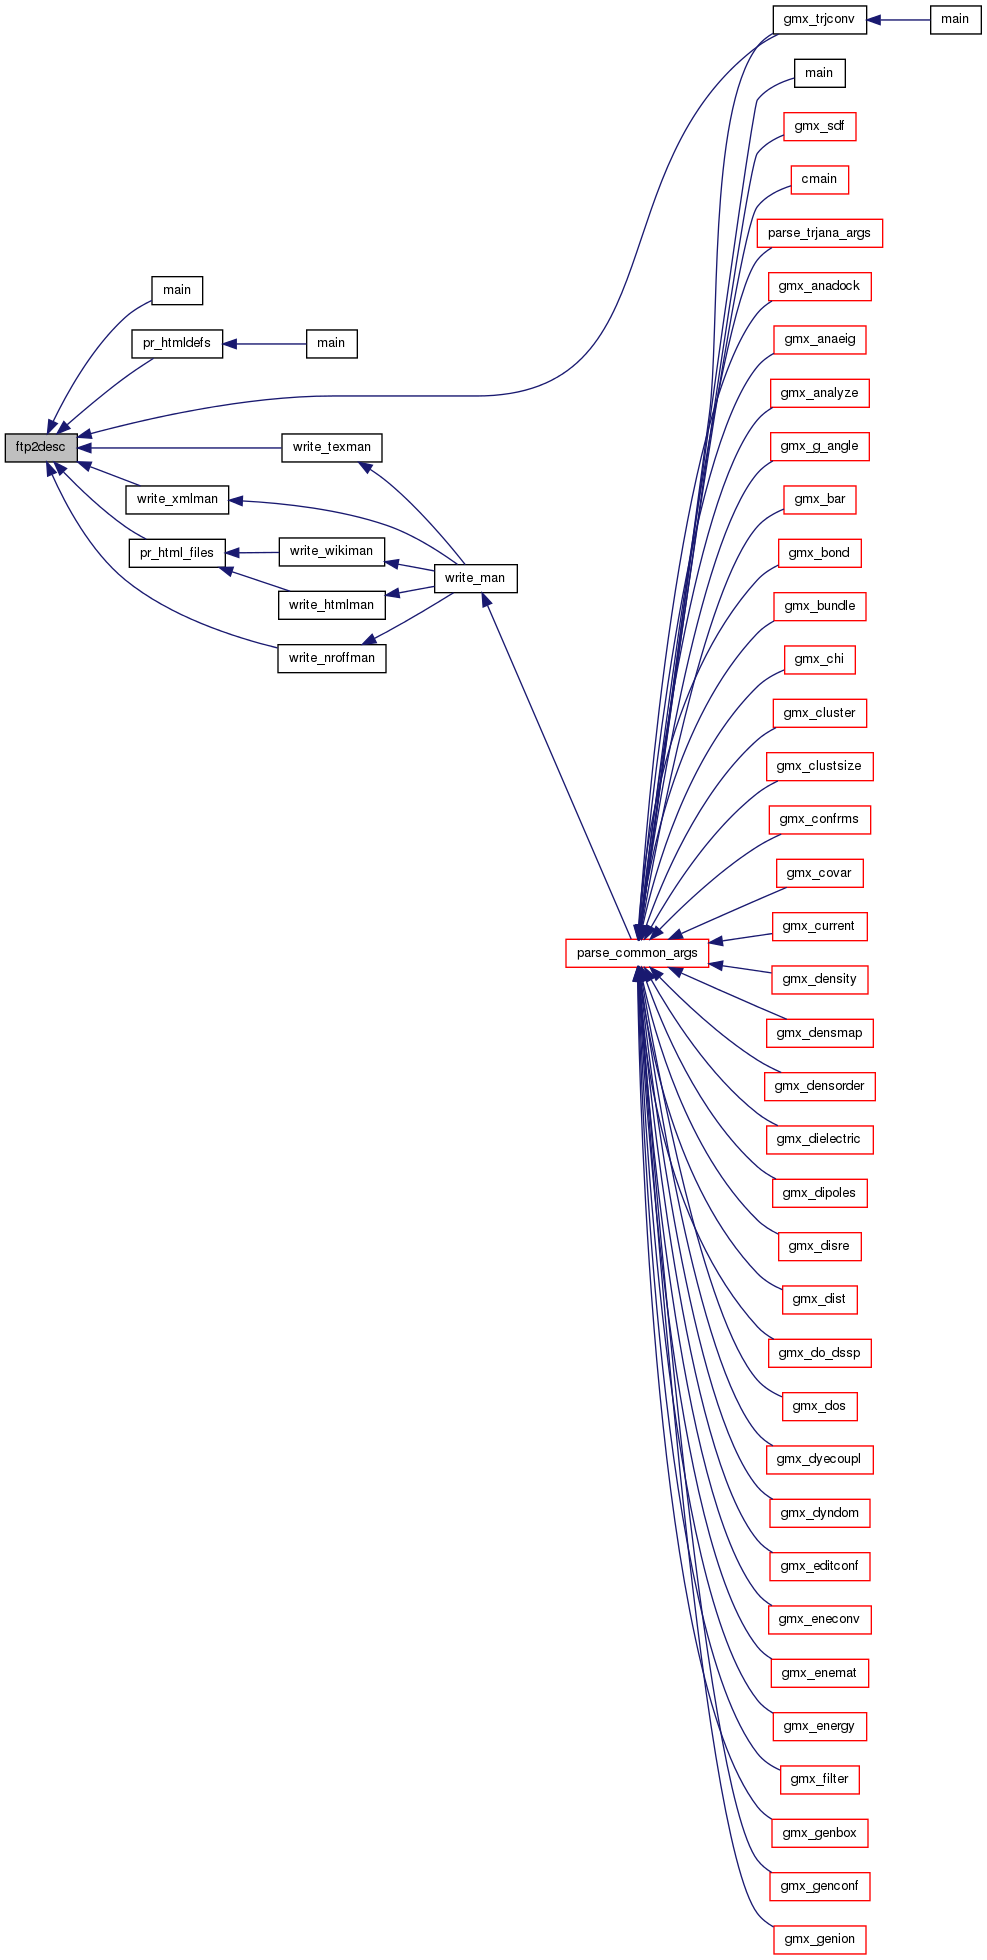 gmx_trjconv
main
main
gmx_sdf
cmain
parse_trjana_args
gmx_anadock
main
gmx_anaeig
pr_htmldefs
main
gmx_analyze
ftp2desc
write_texman
gmx_g_angle
write_xmlman
gmx_bar
pr_html_files
write_wikiman
gmx_bond
write_man
write_htmlman
gmx_bundle
write_nroffman
gmx_chi
gmx_cluster
gmx_clustsize
gmx_confrms
gmx_covar
gmx_current
parse_common_args
gmx_density
gmx_densmap
gmx_densorder
gmx_dielectric
gmx_dipoles
gmx_disre
gmx_dist
gmx_do_dssp
gmx_dos
gmx_dyecoupl
gmx_dyndom
gmx_editconf
gmx_eneconv
gmx_enemat
gmx_energy
gmx_filter
gmx_genbox
gmx_genconf
gmx_genion